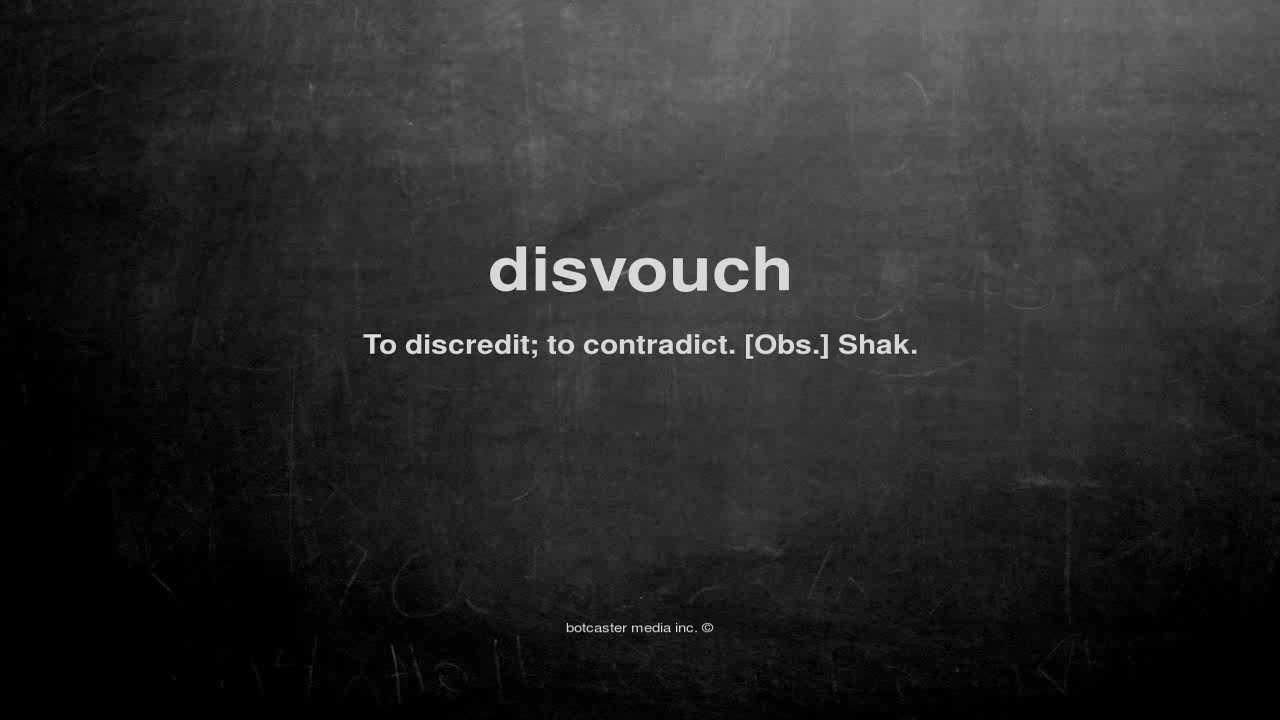 disvouch
To discredit; to contradict. [Obs.] Shak.
botcaster media inc. ©